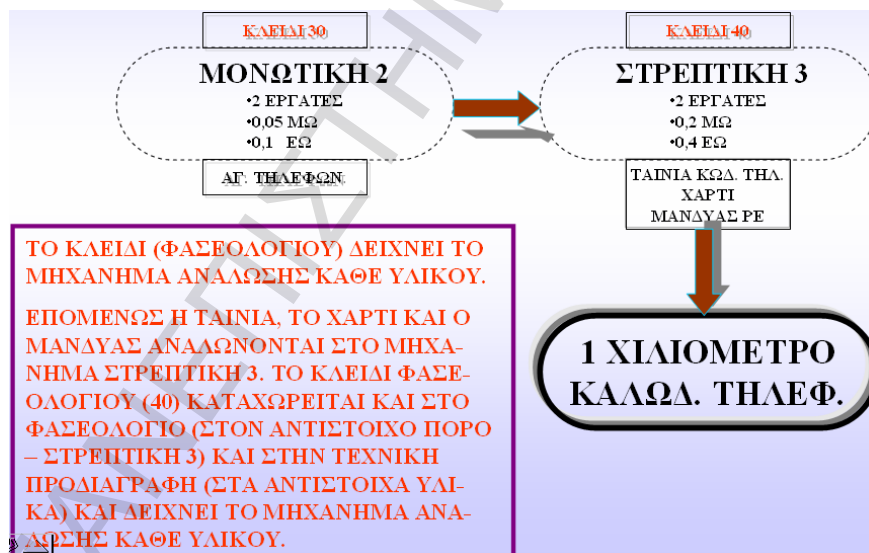 ΚΛΕΙΔΙ 30
ΜΟΝΩΤΙΚΗ 2
•2 ΕΡΓΑΤΕΣ
•0,05 ΜΩ
•0,1 ΕΩ
ΑΓ. ΤΗΛΕΦΩΝ
ΚΛΕΙΔΙ 40
ΣΤΡΕΠΤΙΚΗ 3
•2 ΕΡΓΑΤΕΣ
•0,2 ΜΩ
•0,4 ΕΩ
ΤΑΙΝΙΑ ΚΩΔ. ΤΗΛ.
ΧΑΡΤΙ
ΜΑΝΔΥΑΣ PE
ΤΟ ΚΛΕΙΔΙ (ΦΑΣΕΟΛΟΓΙΟΥ) ΔΕΙΧΝΕΙ ΤΟ
ΜΗΧΑΝΗΜΑ ΑΝΑΛΩΣΗΣ ΚΑΘΕ ΥΛΙΚΟΥ.
ΕΠΟΜΕΝΩΣ Η ΤΑΙΝΙΑ, ΤΟ ΧΑΡΤΙ ΚΑΙ Ο
ΜΑΝΔΥΑΣ ΑΝΑΛΩΝΟΝΤΑΙ ΣΤΟ ΜΗΧΑ-
ΝΗΜΑ ΣΤΡΕΠΤΙΚΗ 3. ΤΟ ΚΛΕΙΔΙ ΦΑΣΕ-
ΟΛΟΓΙΟΥ (40) ΚΑΤΑΧΩΡΕΙΤΑΙ ΚΑΙ ΣΤΟ
ΦΑΣΕΟΛΟΓΙΟ (ΣΤΟΝ ΑΝΤΙΣΤΟΙΧΟ ΠΟΡΟ
– ΣΤΡΕΠΤΙΚΗ 3) ΚΑΙ ΣΤΗΝ ΤΕΧΝΙΚΗ
ΠΡΟΔΙΑΓΡΑΦΗ (ΣΤΑ ΑΝΤΙΣΤΟΙΧΑ ΥΛΙ-
ΚΑ) ΚΑΙ ΔΕΙΧΝΕΙ ΤΟ ΜΗΧΑΝΗΜΑ ΑΝΑ-
ΛΩΣΗΣ ΚΑΘΕ ΥΛΙΚΟΥ.
1 ΧΙΛΙΟΜΕΤΡΟ
ΚΑΛΩΔ. ΤΗΛΕΦ.